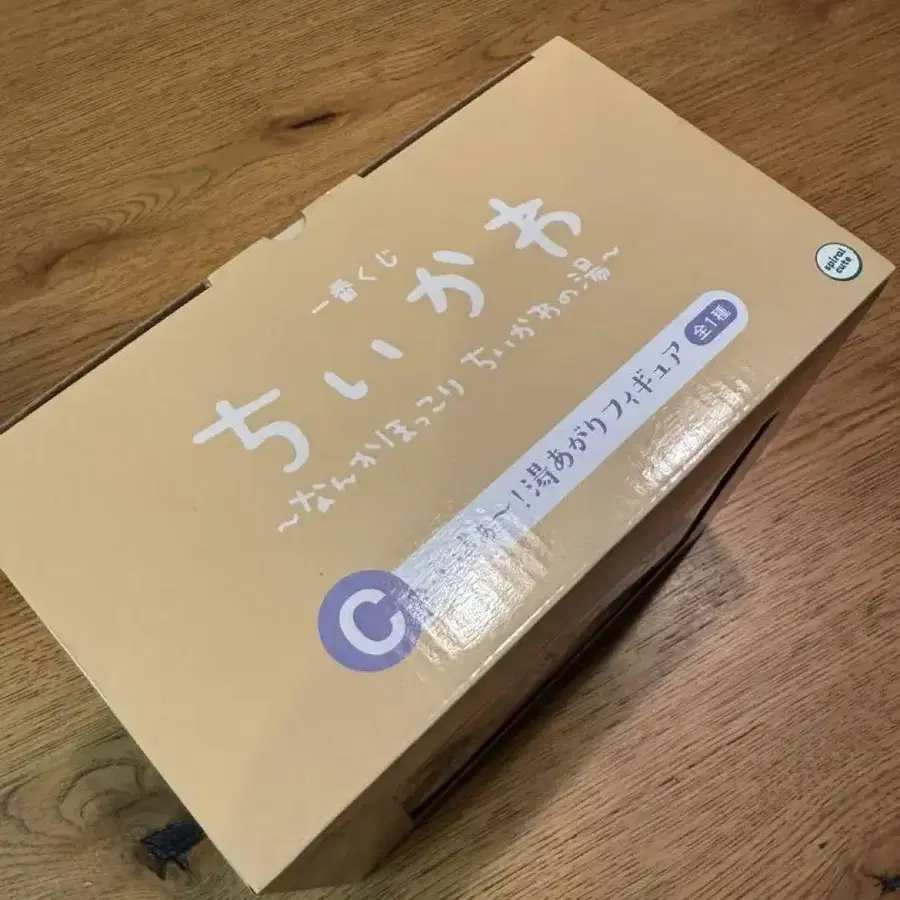 一番くじ
ちいかわ
~なんかほっこり ちいかわの湯~
C
〜!湯あがりフィギュア
全1種
spiral
cute